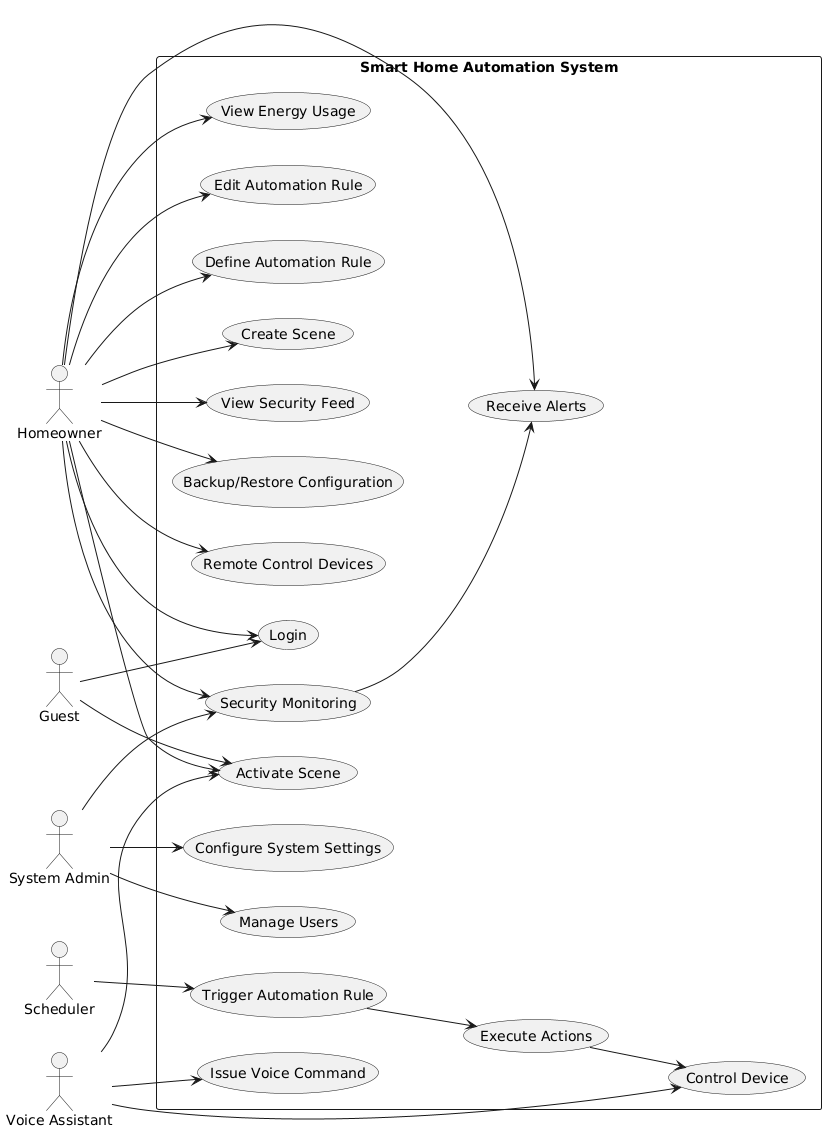 Smart Home Automation System
View Energy Usage
Edit Automation Rule
Define Automation Rule
Create Scene
View Security Feed
Receive Alerts
Homeowner
Backup/Restore Configuration
Remote Control Devices
Login
Security Monitoring
Guest
Activate Scene
Configure System Settings
System Admin
Manage Users
Trigger Automation Rule
Scheduler
Execute Actions
Issue Voice Command
Control Device
Voice Assistant